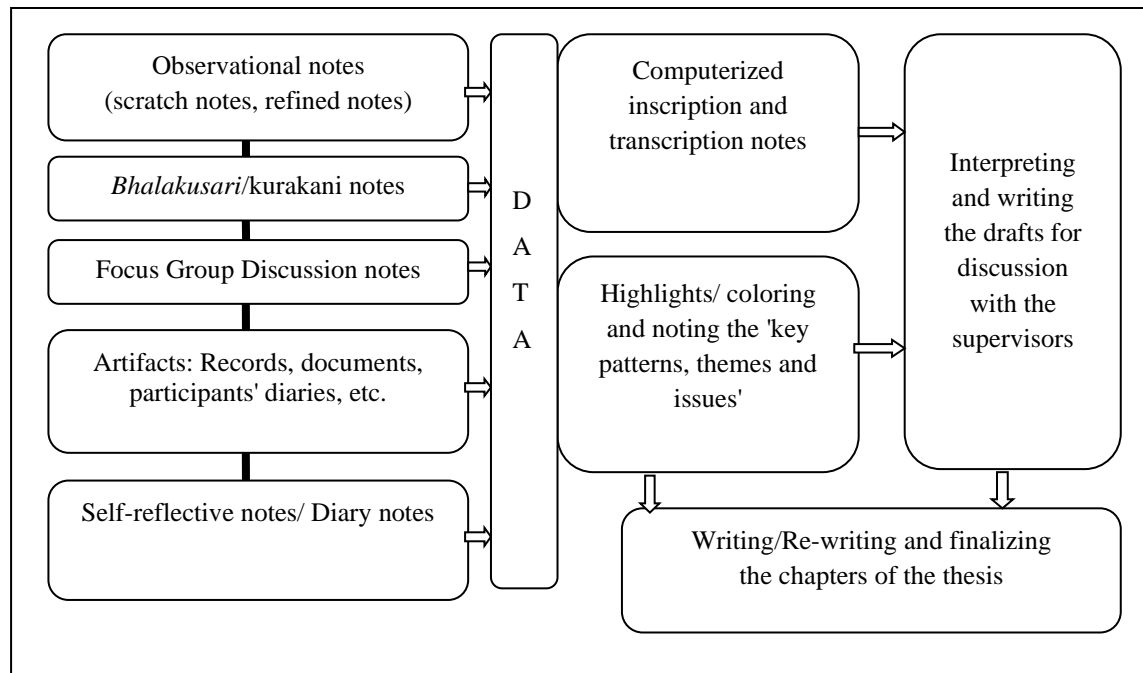 Observational notes
(scratch notes, refined notes)
Bhalakusari/kurakani notes
Focus Group Discussion notes
Artifacts: Records, documents,
participants' diaries, etc.
Self-reflective notes/ Diary notes
D
A
T
A
Computerized
inscription and
transcription notes
Highlights/ coloring
and noting the 'key
patterns, themes and
issues'
Interpreting
and writing
the drafts for
discussion
with the
supervisors
Writing/Re-writing and finalizing
the chapters of the thesis